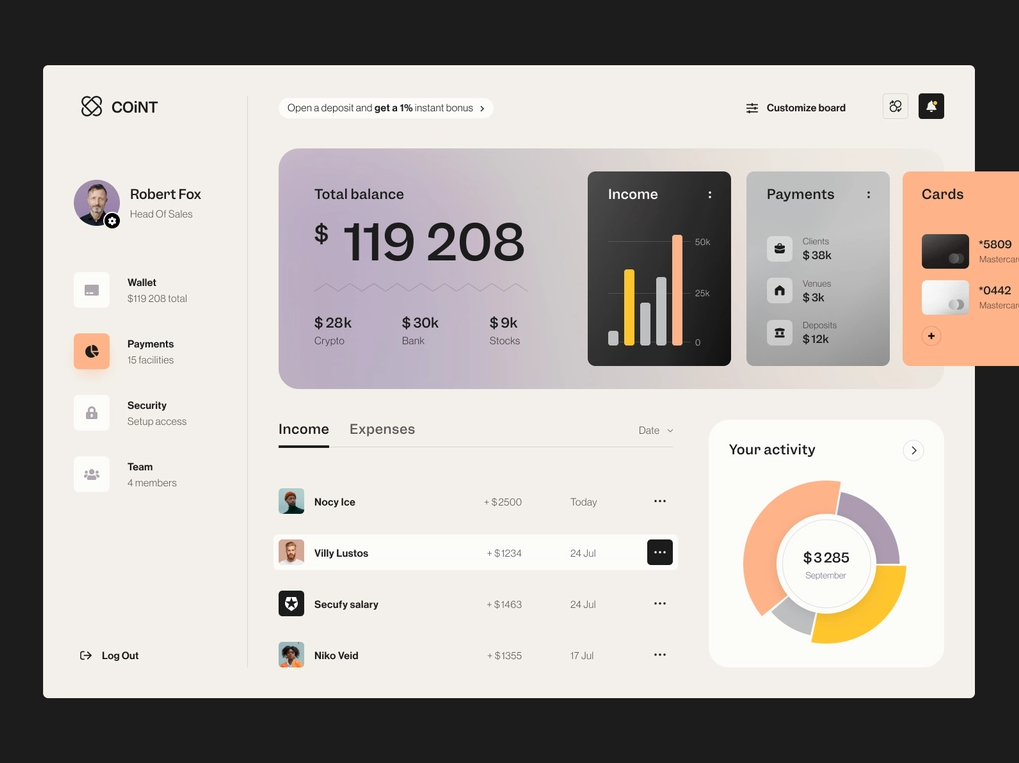 COiNT
Open a deposit and get a 1% instant bonus
Customize board
Robert Fox
Head Of Sales
Wallet
$119 208 total
Payments
15 facilities
Security
Setup access
Team
4 members
Log Out
Total balance
$ 119 208
$ 28k
Crypto
$ 30k
Bank
$ 9k
Stocks
Income
50k
25k
0
Payments
Clients
$ 38k
Venues
$ 3k
Deposits
$ 12k
Cards
*5809
Mastercar
*0442
Mastercar
Income
Expenses
Date
Nocy Ice
+ $2500
Today
Villy Lustos
+ $1234
24 Jul
Secufy salary
+ $1463
24 Jul
Niko Veid
+ $1355
17 Jul
Your activity
$3285
September